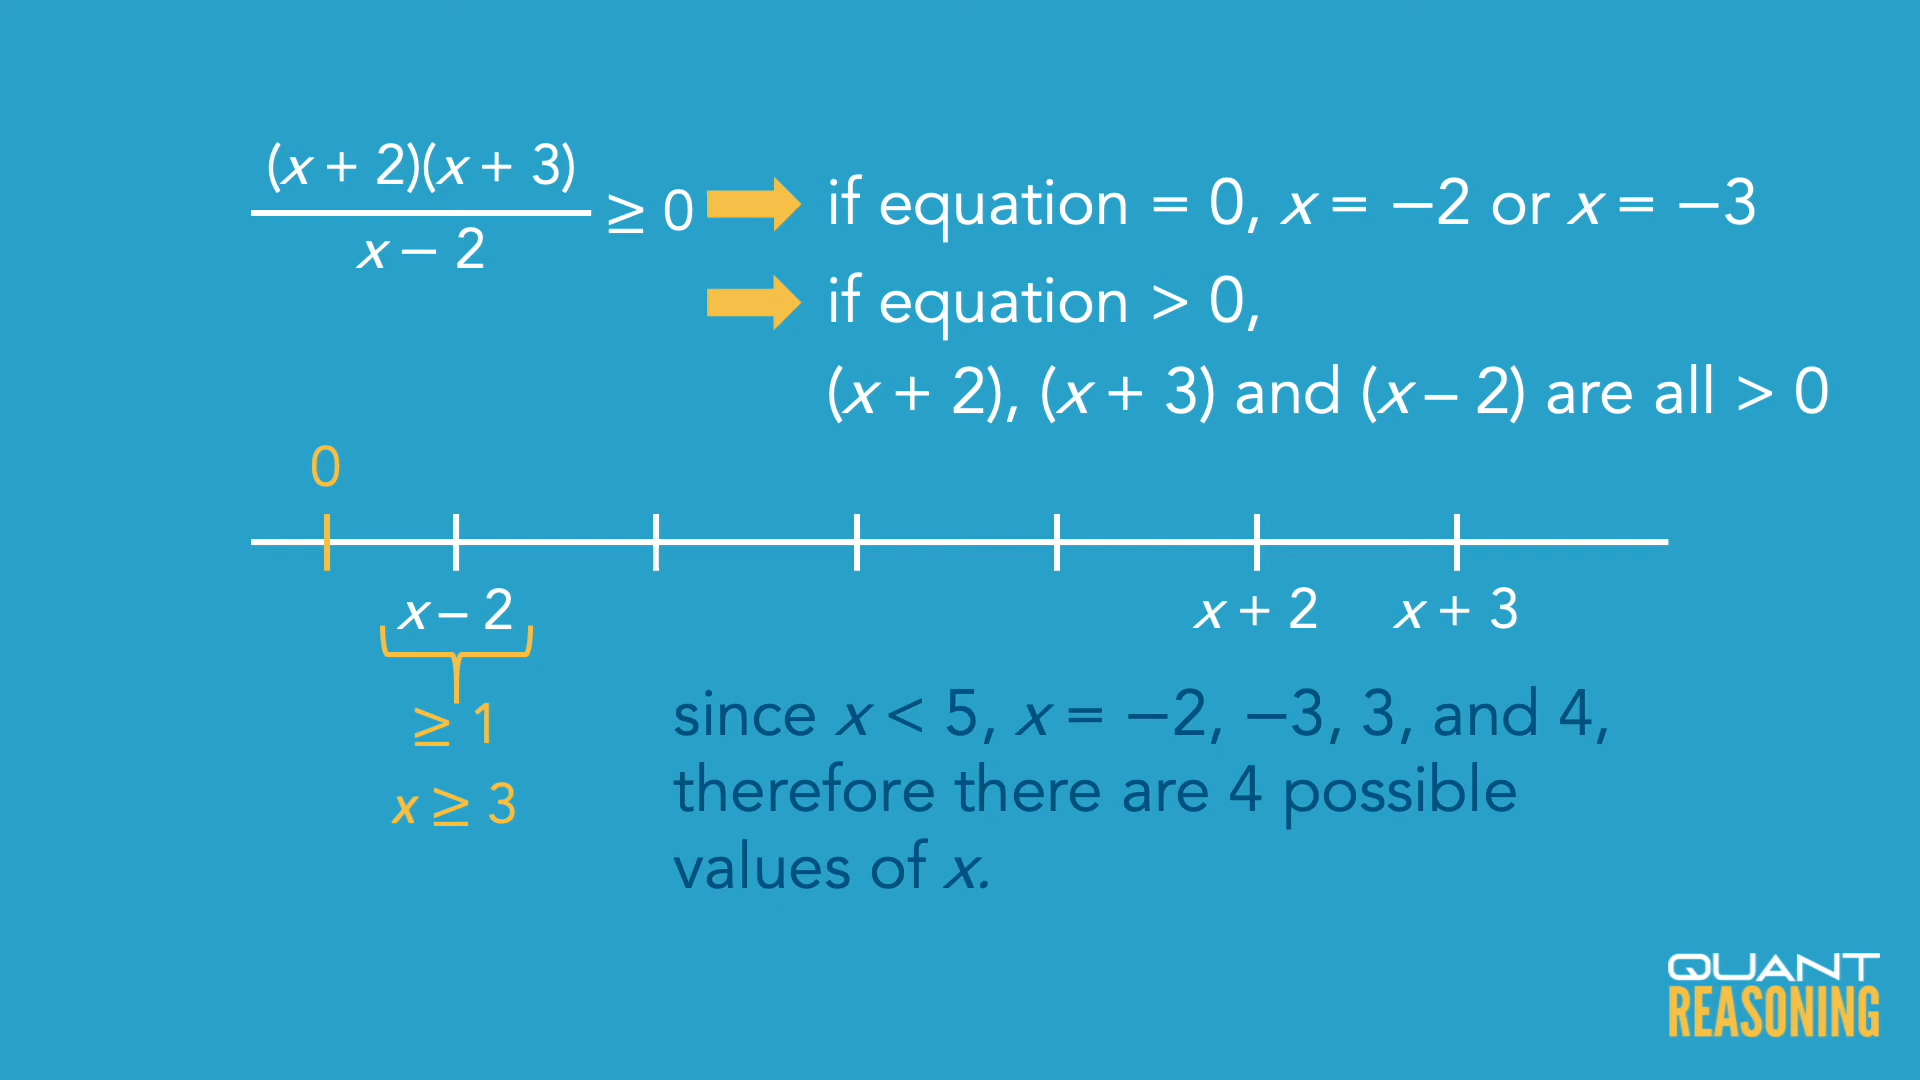 (x + 2)(x + 3)
x – 2
≥ 0
if equation = 0, x = −2 or x = −3
if equation > 0,
(x + 2), (x + 3) and (x – 2) are all > 0
0
x – 2
x + 2
x + 3
≥ 1
x ≥ 3
since x < 5, x = −2, −3, 3, and 4,
therefore there are 4 possible
values of x.
QUANT
REASONING